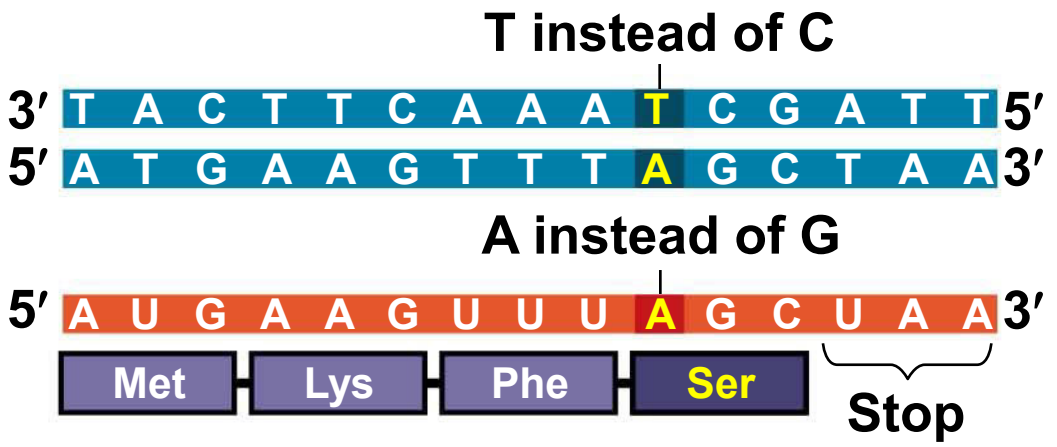 T instead of C
3′ T A C T T C A A A T C G A T T 5′
5′ A T G A A G T T T A G C T A A 3′
A instead of G
5′ A U G A A G U U U A G C U A A 3′
Met Lys Phe Ser
Stop